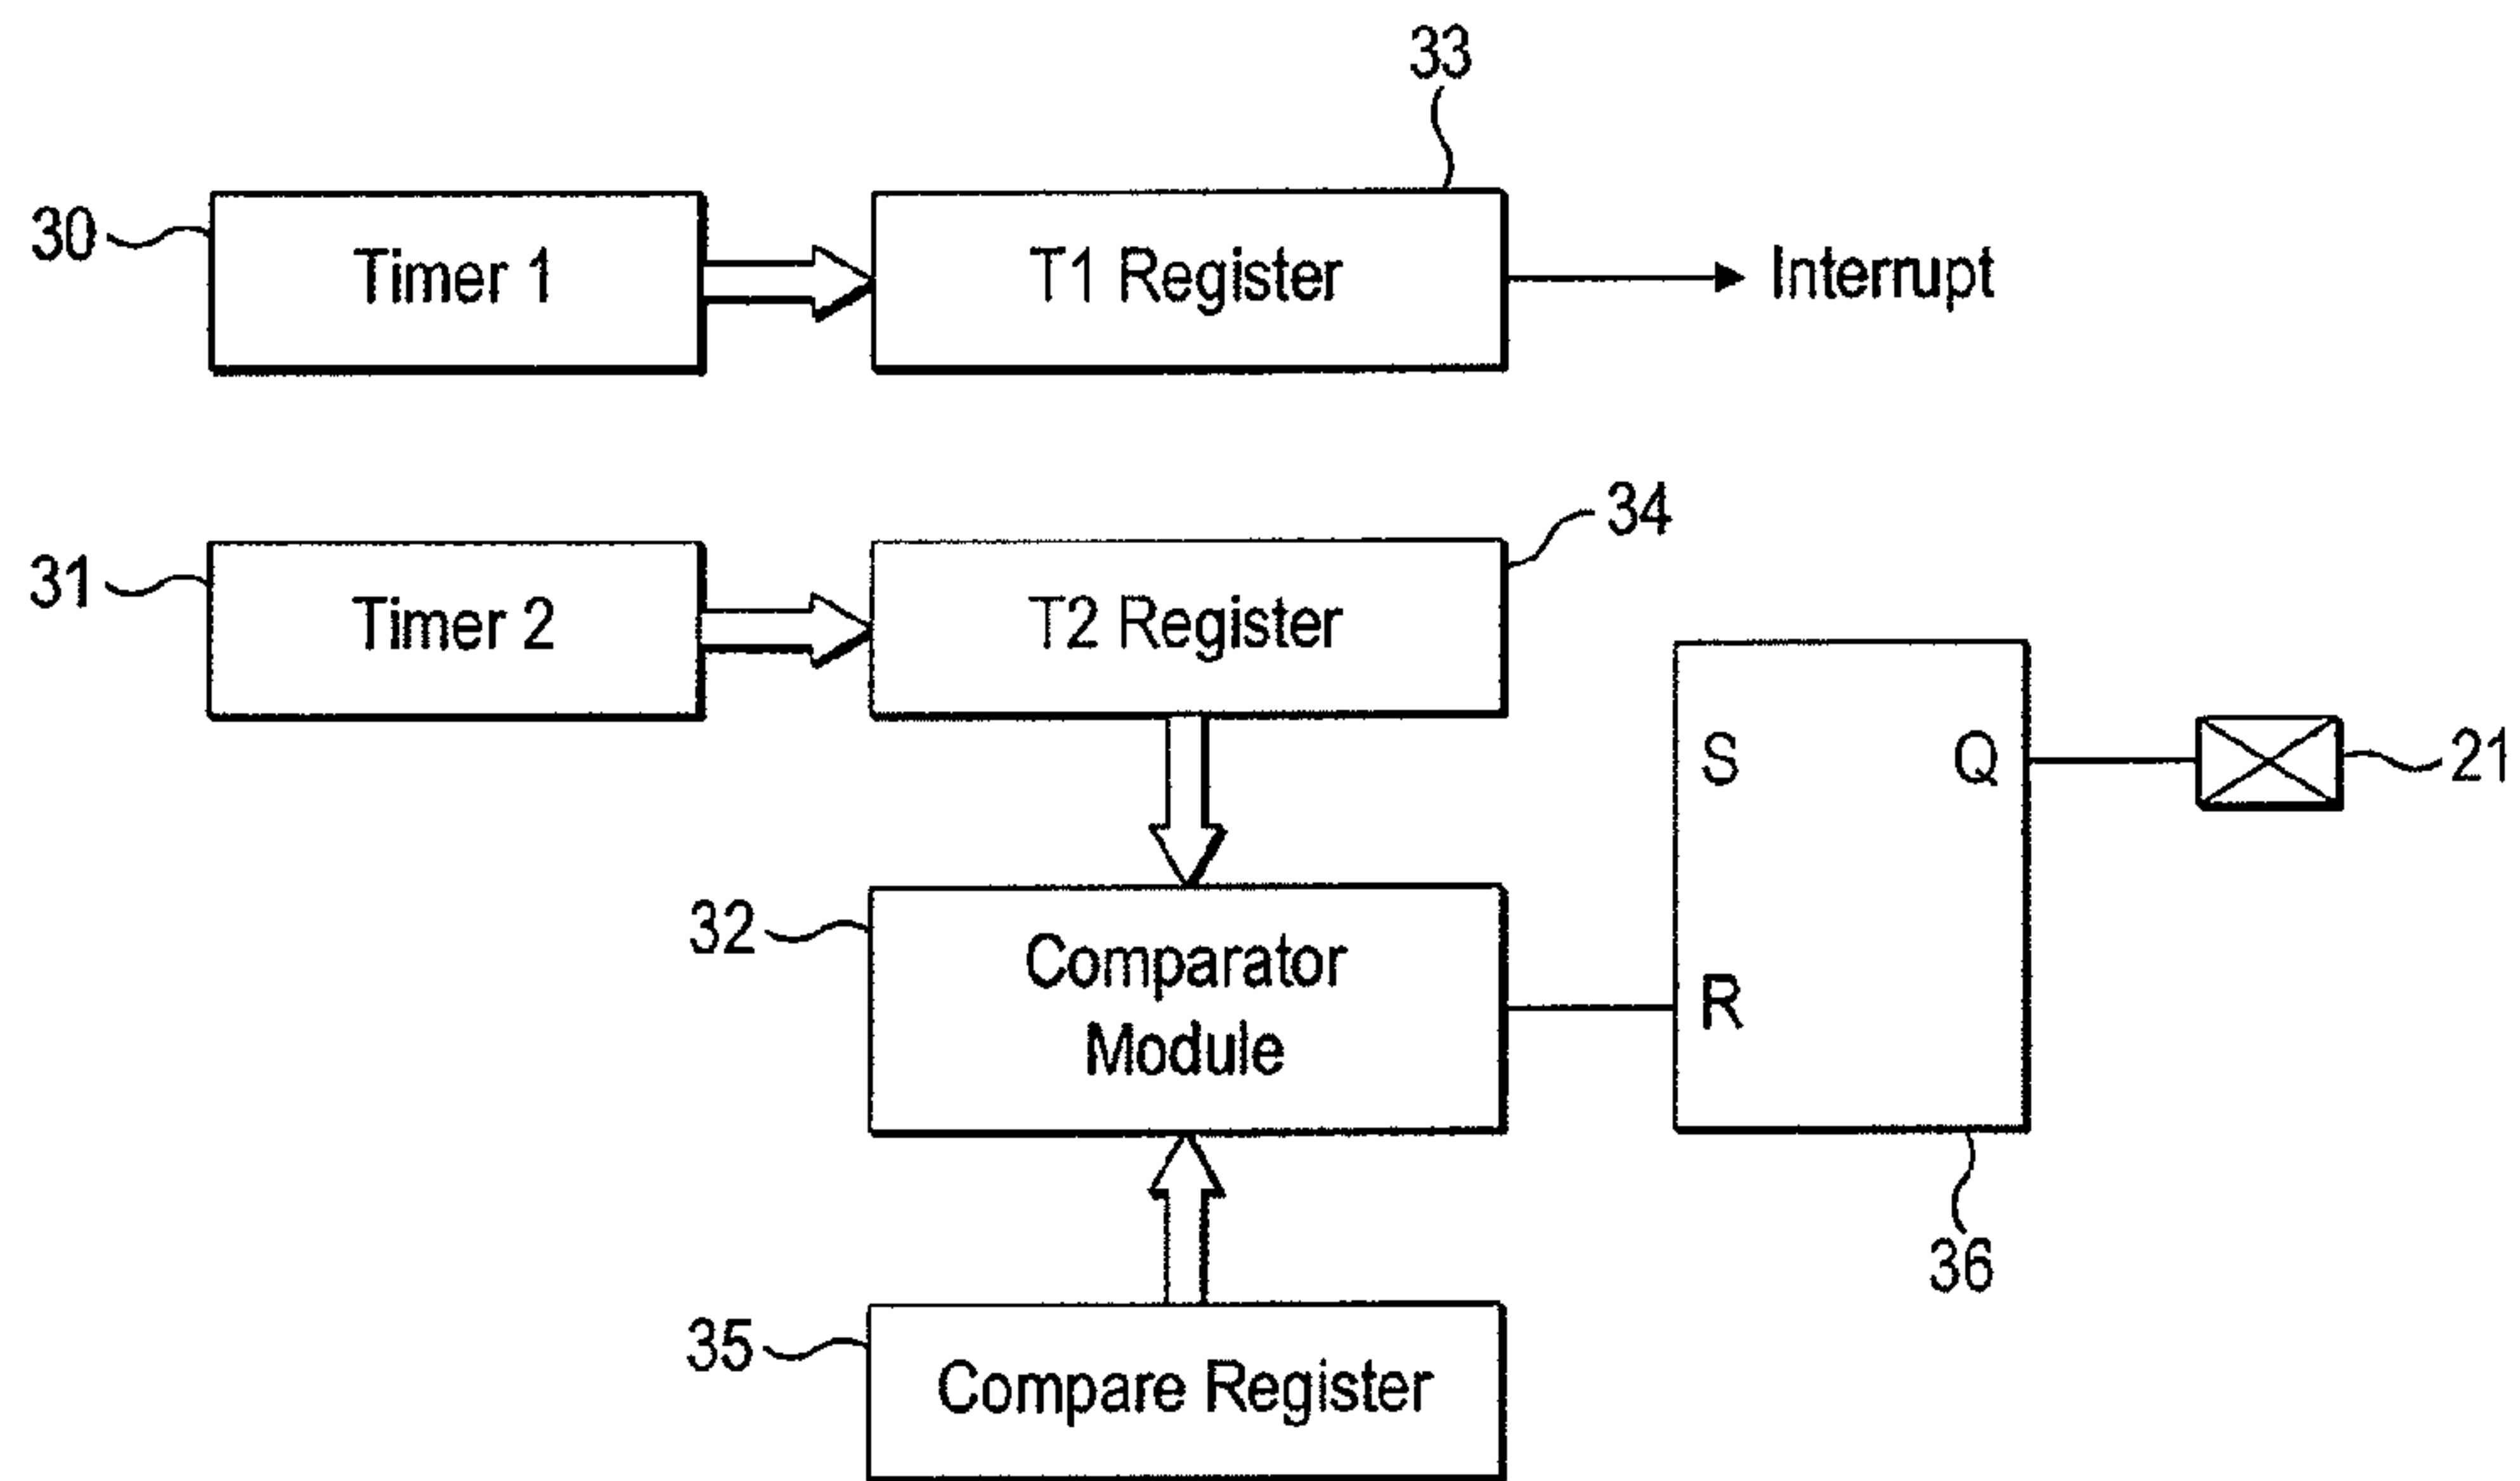 33
30
Timer 1
T1 Register
Interrupt
34
31
Timer 2
T2 Register
S
Q
21
32
Comparator
Module
R
36
35
Compare Register